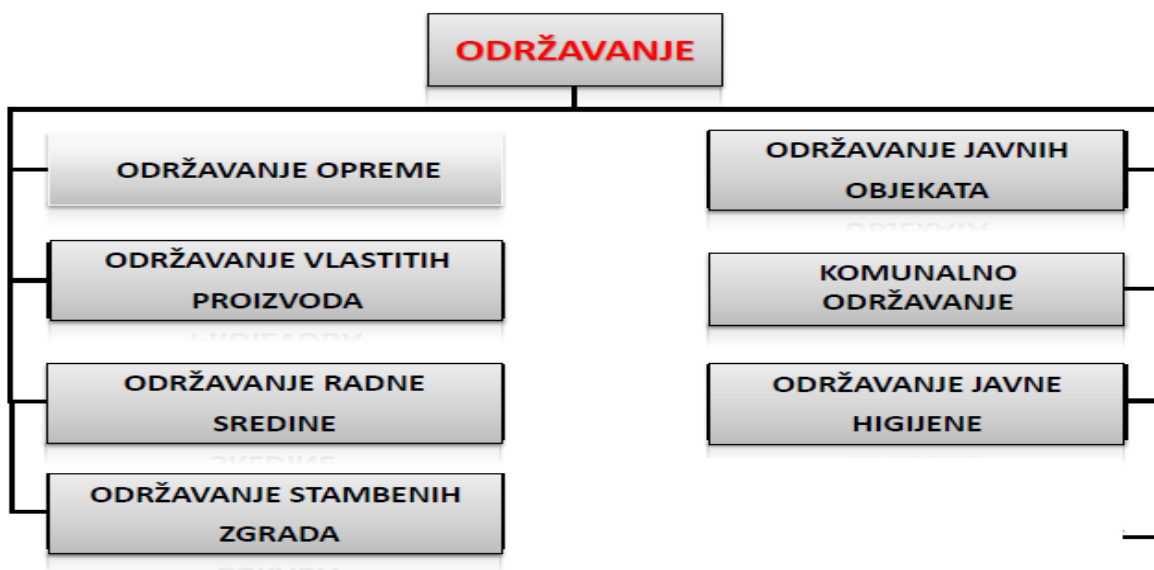 ODRŽAVANJE
ODRŽAVANJE OPREME
ODRŽAVANJE VLASTITIH
PROIZVODA
ODRŽAVANJE RADNE
SREDINE
ODRŽAVANJE STAMBENIH
ZGRADA
ODRŽAVANJE JAVNIH
OBJEKATA
KOMUNALNO
ODRŽAVANJE
ODRŽAVANJE JAVNE
HIGIJENE